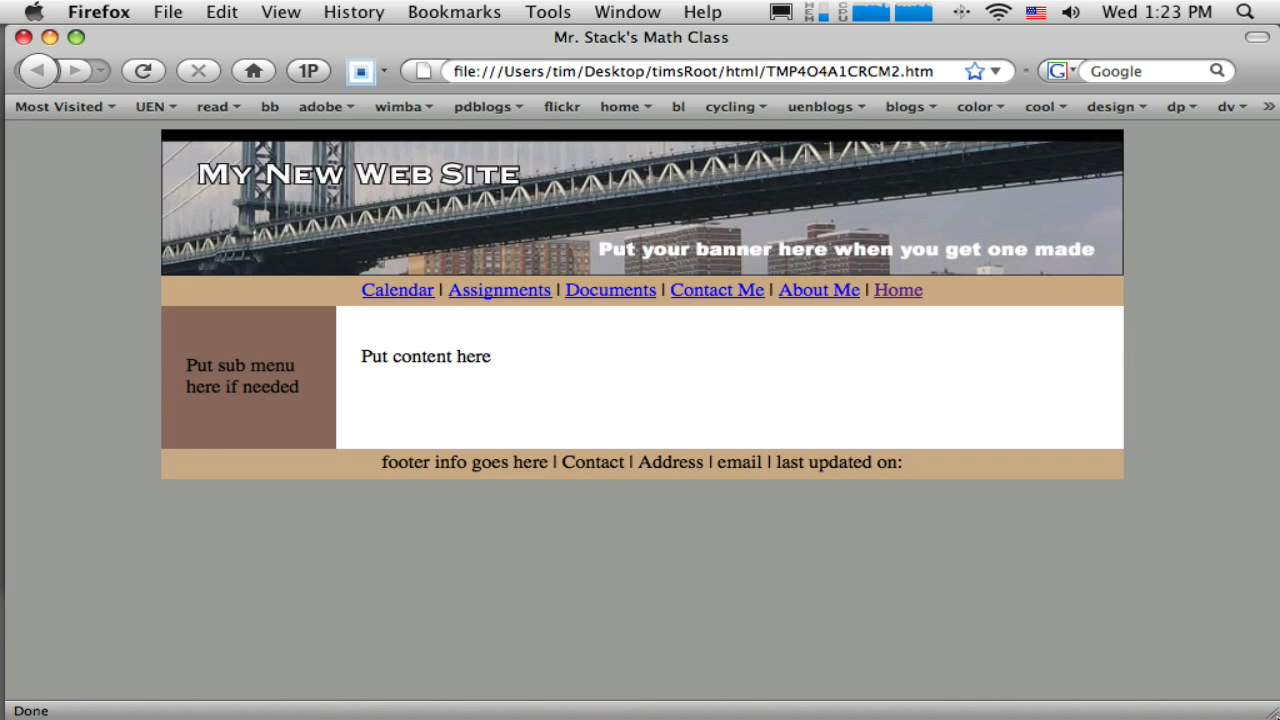 Firefox File Edit View History Bookmarks Tools Window Help MEM CPU Wed 1:23 PM
Mr. Stack's Math Class
1P file:///Users/tim/Desktop/timsRoot/html/TMP4O4A1CRCM2.htm G Google
Most Visited UEN read bb adobe wimba pdblogs flickr home bl cycling uenblogs blogs color cool design dp dv »
My New Web Site
Put your banner here when you get one made
Calendar | Assignments | Documents | Contact Me | About Me | Home
Put content here
Put sub menu
here if needed
footer info goes here | Contact | Address | email | last updated on:
Done